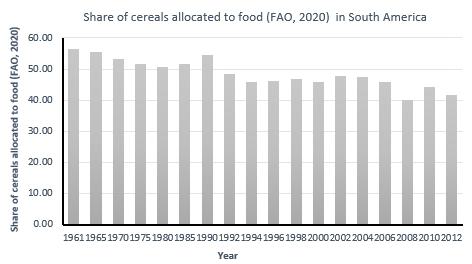 Share of cereals allocated to food (FAO, 2020) in South America
Share of cereals allocated to food (FAO, 2020)
60.00
50.00
40.00
30.00
20.00
10.00
0.00
1961 1965 1970 1975 1980 1985 1990 1992 1994 1996 1998 2000 2002 2004 2006 2008 2010 2012
Year